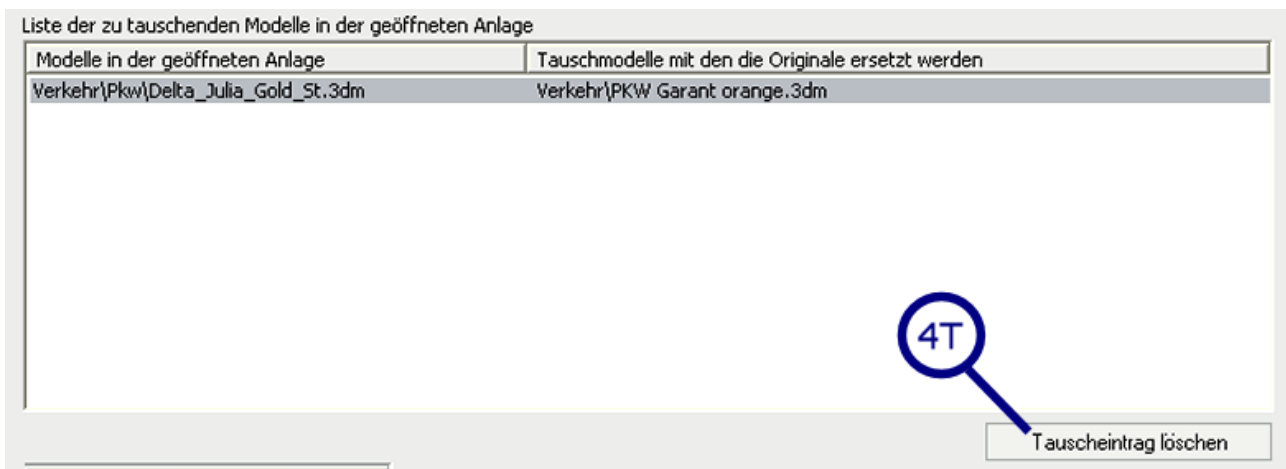 Liste der zu tauschenden Modelle in der geöffneten Anlage
Modelle in der geöffneten Anlage Tauschmodelle mit den die Originale ersetzt werden
Verkehr\Pkw\Delta_Julia_Gold_St.3dm Verkehr\PKW Garant orange.3dm
4T
Tauscheintrag löschen